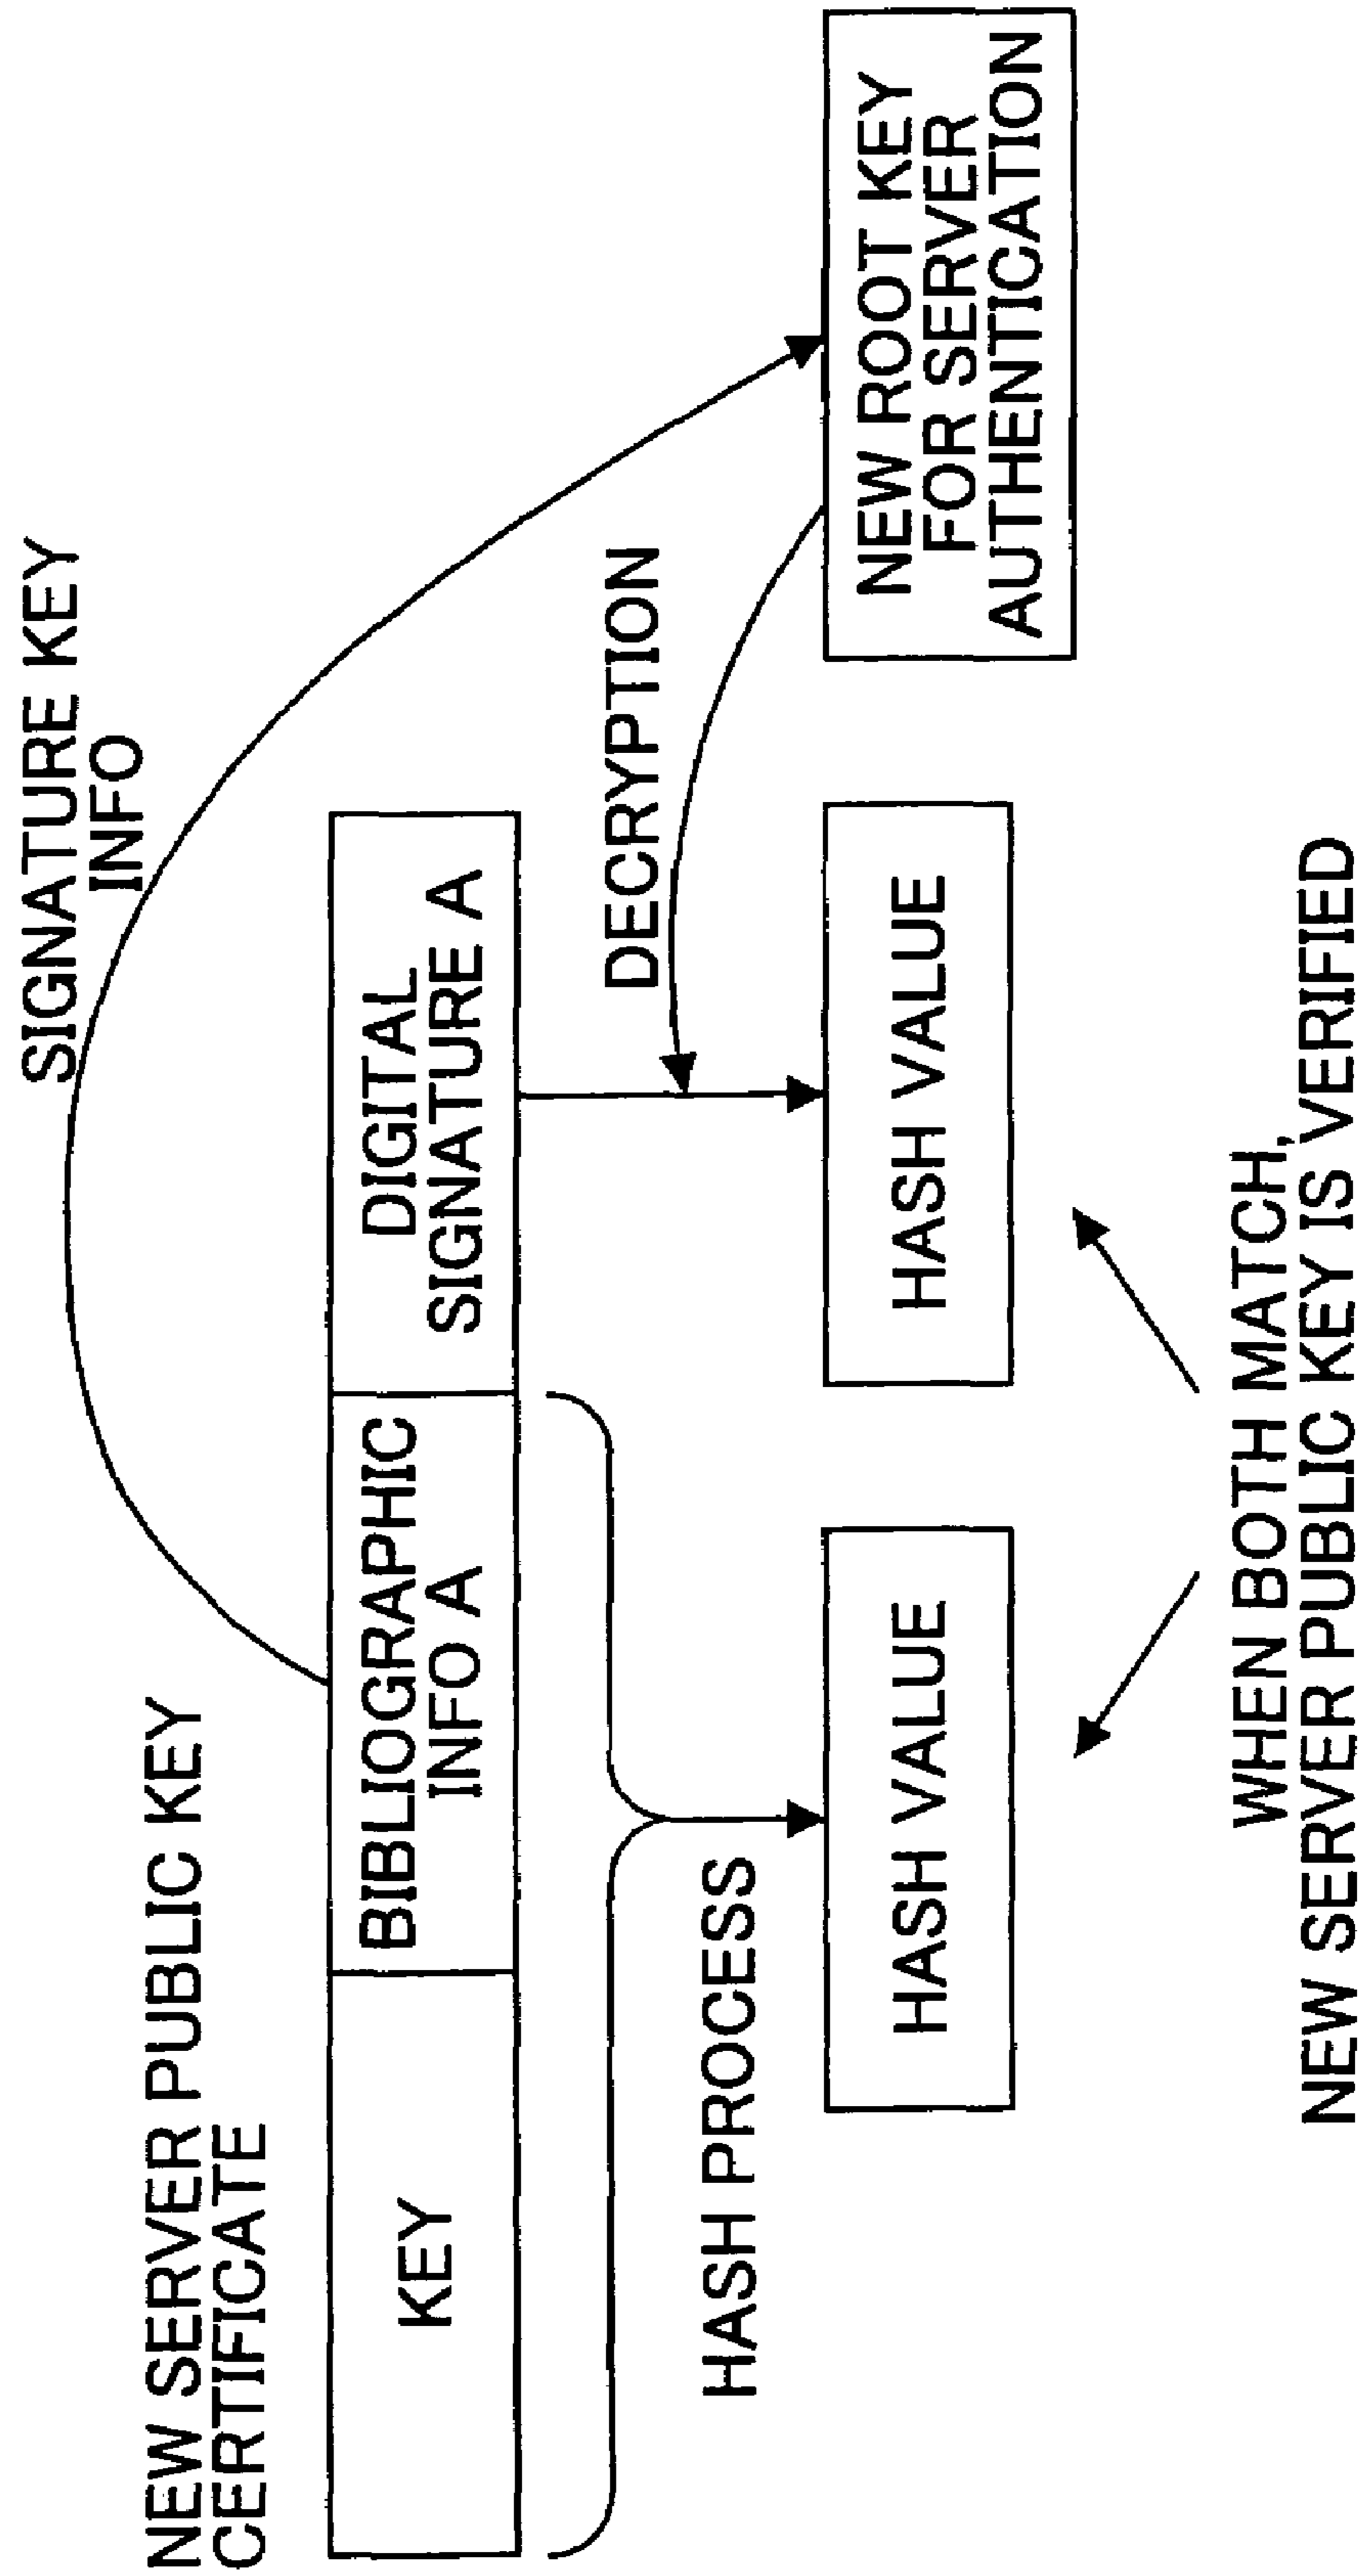 SIGNATURE KEY
INFO
NEW SERVER PUBLIC KEY
CERTIFICATE
KEY
BIBLIOGRAPHIC
INFO A
DIGITAL
SIGNATURE A
HASH PROCESS
DECRYPTION
HASH VALUE
HASH VALUE
NEW ROOT KEY
FOR SERVER
AUTHENTICATION
WHEN BOTH MATCH,
NEW SERVER PUBLIC KEY IS VERIFIED